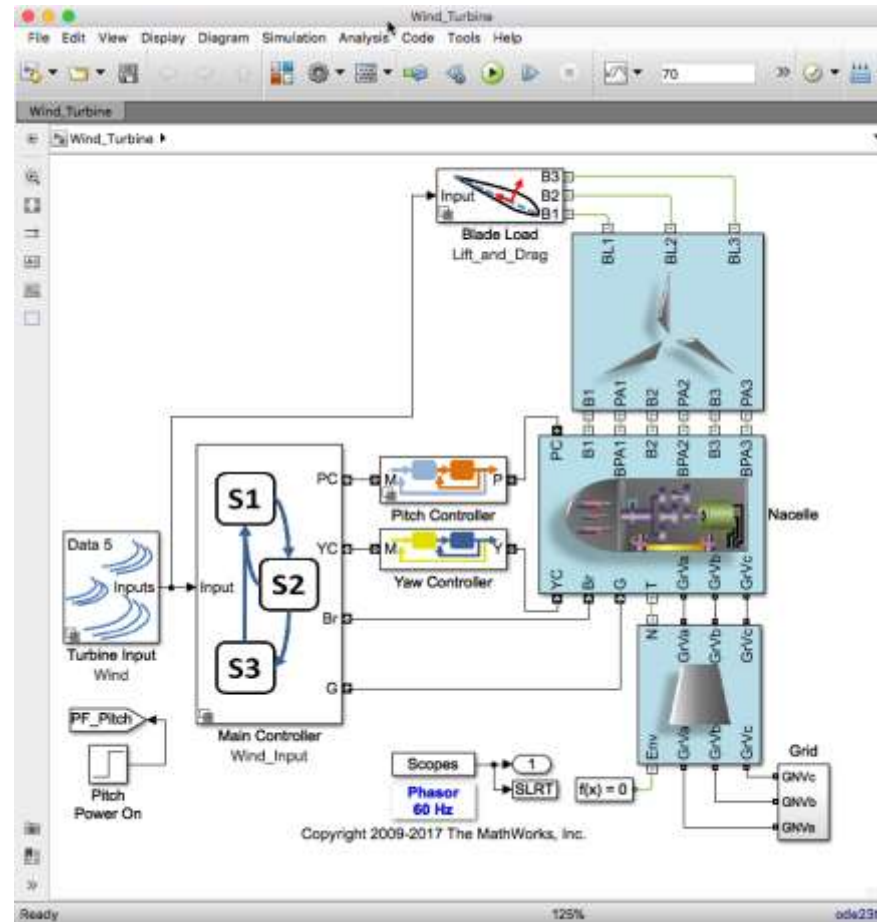 Wind_Turbine
File Edit View Display Diagram Simulation Analysis Code Tools Help
70
Wind_Turbine
Wind_Turbine
Input
B3
B2
B1
Blade Load
Lift_and_Drag
BL1 BL2 BL3
B1 PA1 B2 PA2 B3 PA3
PC B1 BPA1 B2 BPA2 B3 BPA3
Nacelle
YC Br G T GrVa GrVb GrVc
Data 5
Inputs
Turbine Input
Wind
Input
S1
S2
S3
PC
YC
Br
G
Main Controller
Wind_Input
M P
Pitch Controller
M Y
Yaw Controller
N GrVa GrVb GrVc
Env GrVa GrVb GrVc
PF_Pitch
Pitch
Power On
Scopes
1
SLRT
Phasor
60 Hz
f(x) = 0
Grid
GNVc
GNVb
GNVa
Copyright 2009-2017 The MathWorks, Inc.
Ready 125%